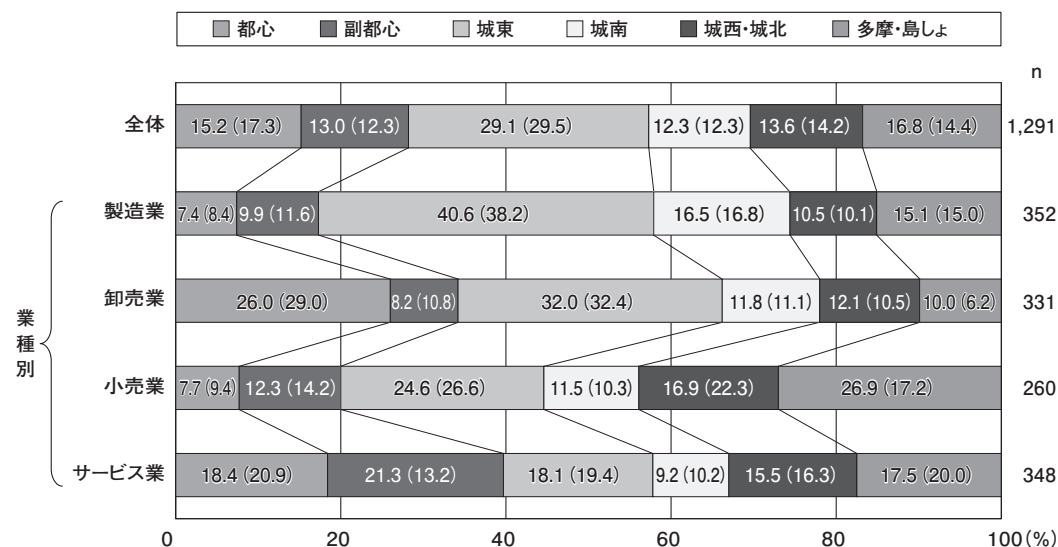 都心 副都心 城東 城南 城西・城北 多摩・島しょ
n
全体 15.2 (17.3) 13.0 (12.3) 29.1 (29.5) 12.3 (12.3) 13.6 (14.2) 16.8 (14.4) 1,291
製造業 7.4 (8.4) 9.9 (11.6) 40.6 (38.2) 16.5 (16.8) 10.5 (10.1) 15.1 (15.0) 352
卸売業 26.0 (29.0) 8.2 (10.8) 32.0 (32.4) 11.8 (11.1) 12.1 (10.5) 10.0 (6.2) 331
業種別
小売業 7.7 (9.4) 12.3 (14.2) 24.6 (26.6) 11.5 (10.3) 16.9 (22.3) 26.9 (17.2) 260
サービス業 18.4 (20.9) 21.3 (13.2) 18.1 (19.4) 9.2 (10.2) 15.5 (16.3) 17.5 (20.0) 348
0 20 40 60 80 100(%)